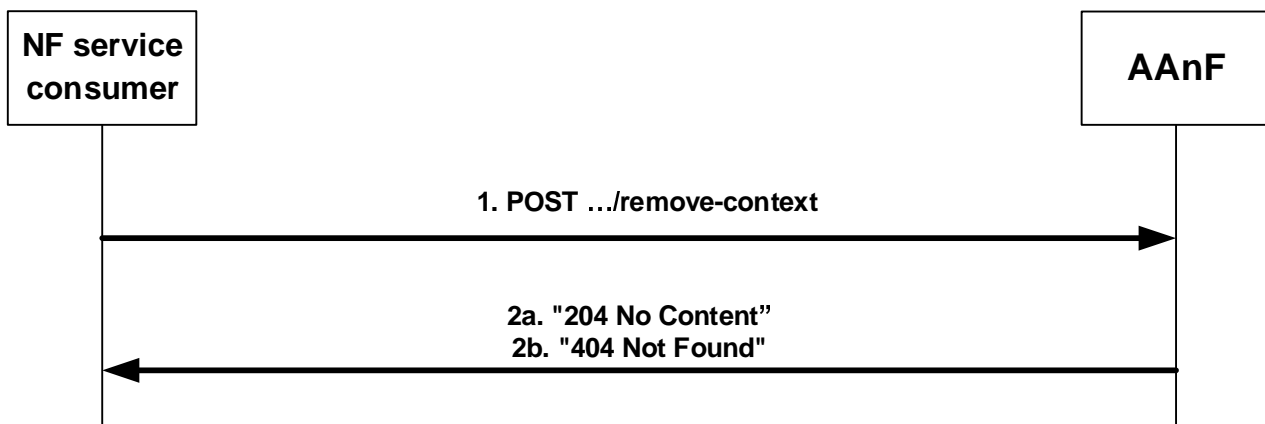 NF service
consumer
AAnF
1. POST …/remove-context
2a. "204 No Content”
2b. "404 Not Found"